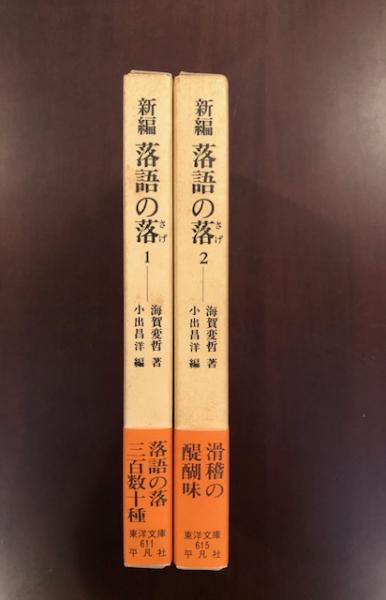 新編
落語の落
さげ
1
海賀変哲 著
小出昌洋 編
落語の落
三百数十種
東洋文庫
611
平凡社
新編
落語の落
さげ
2
海賀変哲 著
小出昌洋 編
滑稽の
醍醐味
東洋文庫
615
平凡社